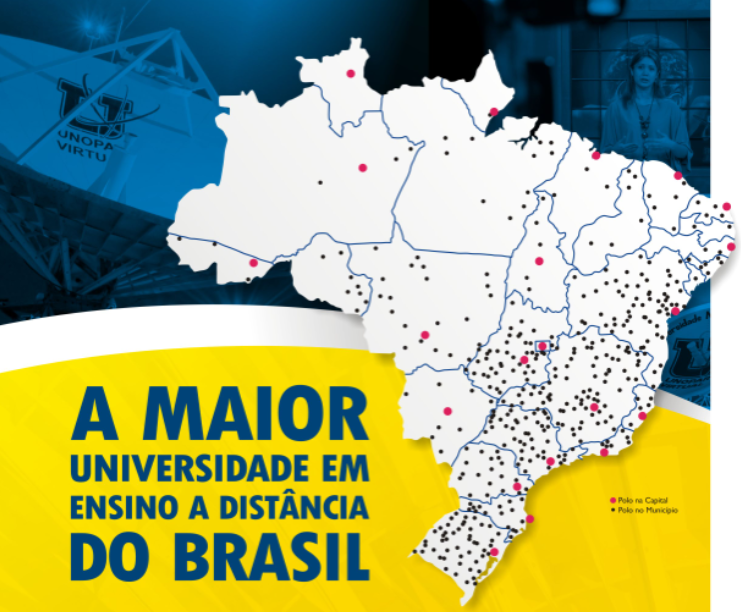 UNOPA
VIRTU
A MAIOR
UNIVERSIDADE EM
ENSINO A DISTÂNCIA
DO BRASIL
Polo na Capital
Polo no Município